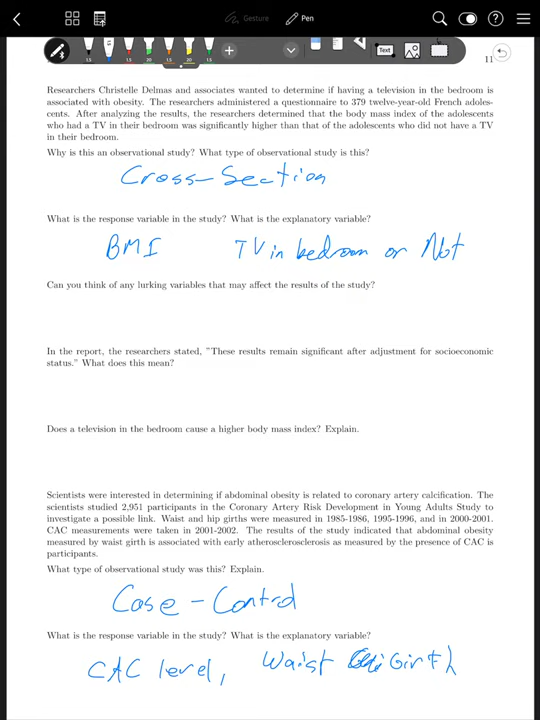 Gesture Pen
1.5 1.5 20 1.5 20
Text
11
Researchers Christelle Delmas and associates wanted to determine if having a television in the bedroom is
associated with obesity. The researchers administered a questionnaire to 379 twelve-year-old French adoles-
cents. After analyzing the results, the researchers determined that the body mass index of the adolescents
who had a TV in their bedroom was significantly higher than that of the adolescents who did not have a TV
in their bedroom.
Why is this an observational study? What type of observational study is this?
Cross-Section
What is the response variable in the study? What is the explanatory variable?
BMI TV in bedroom or Not
Can you think of any lurking variables that may affect the results of the study?
In the report, the researchers stated, "These results remain significant after adjustment for socioeconomic
status." What does this mean?
Does a television in the bedroom cause a higher body mass index? Explain.
Scientists were interested in determining if abdominal obesity is related to coronary artery calcification. The
scientists studied 2,951 participants in the Coronary Artery Risk Development in Young Adults Study to
investigate a possible link. Waist and hip girths were measured in 1985-1986, 1995-1996, and in 2000-2001.
CAC measurements were taken in 2001-2002. The results of the study indicated that abdominal obesity
measured by waist girth is associated with early atherosclerosclerosis as measured by the presence of CAC is
participants.
What type of observational study was this? Explain.
Case - Control
What is the response variable in the study? What is the explanatory variable?
CAC level, Waist Girth